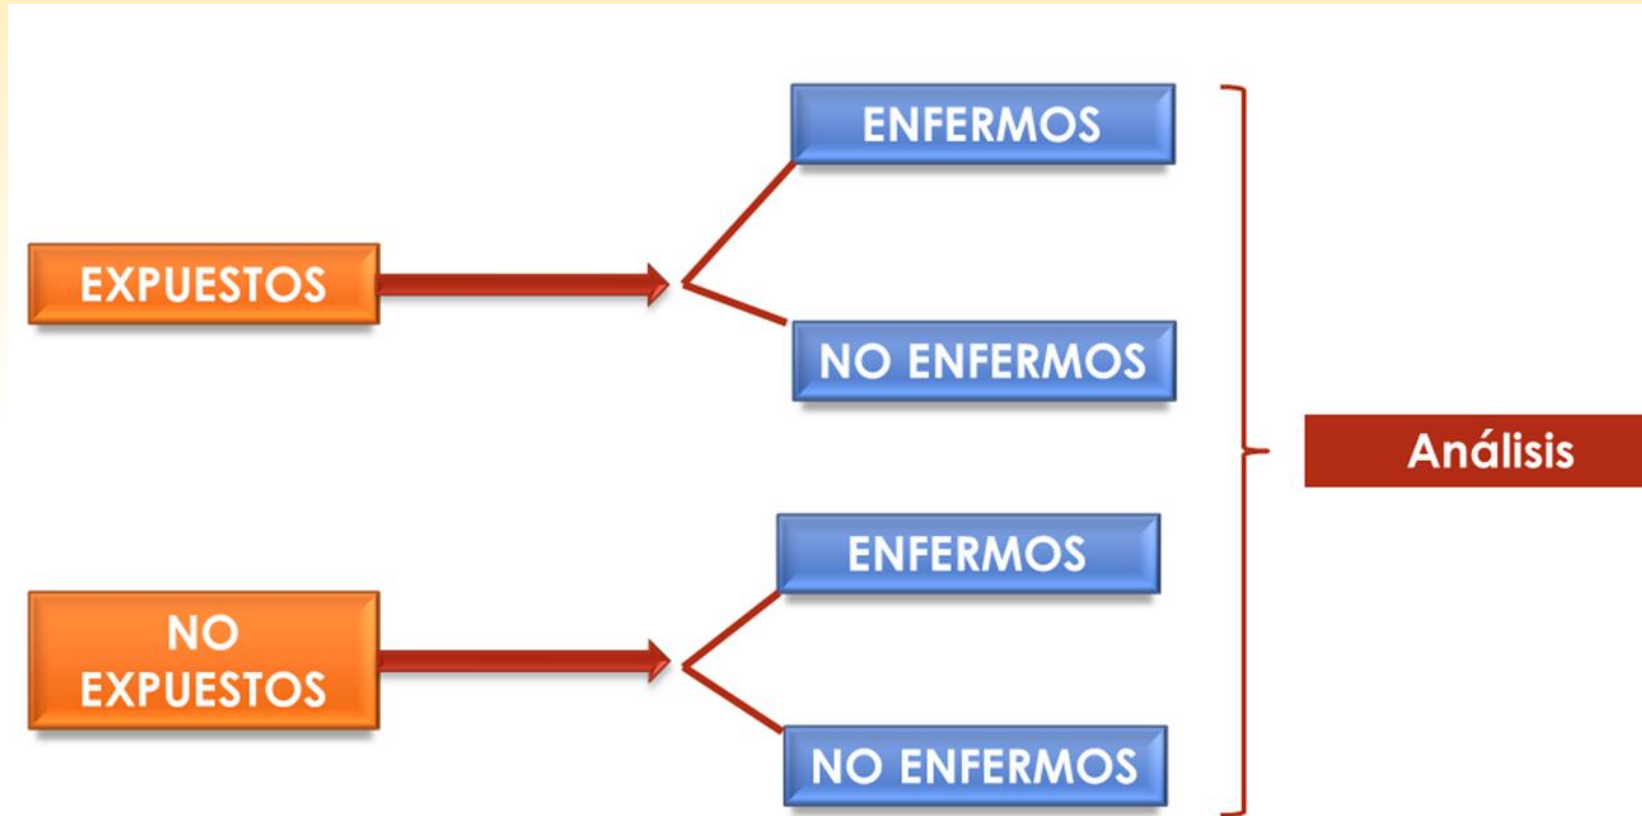 ENFERMOS
EXPUESTOS
NO ENFERMOS
Análisis
ENFERMOS
NO
EXPUESTOS
NO ENFERMOS